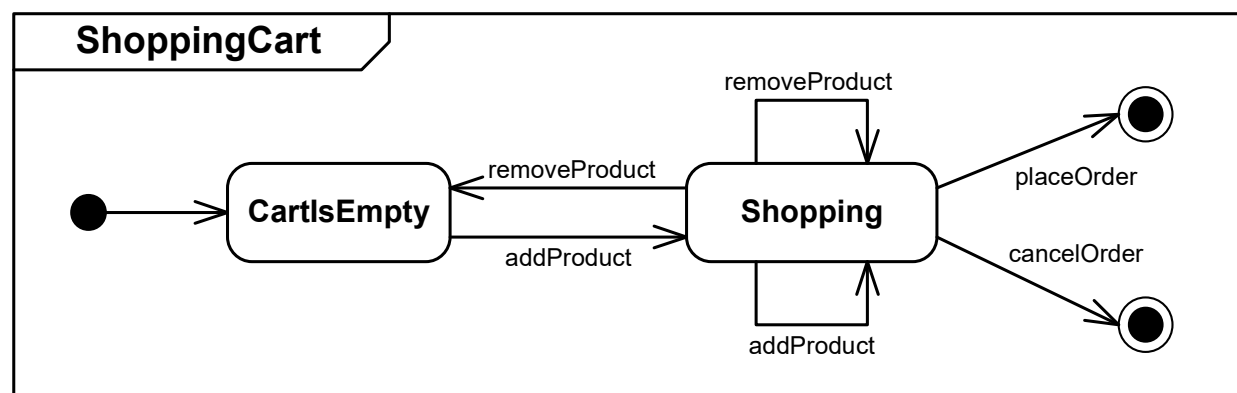 ShoppingCart
removeProduct
removeProduct
placeOrder
CartIsEmpty
Shopping
addProduct
cancelOrder
addProduct